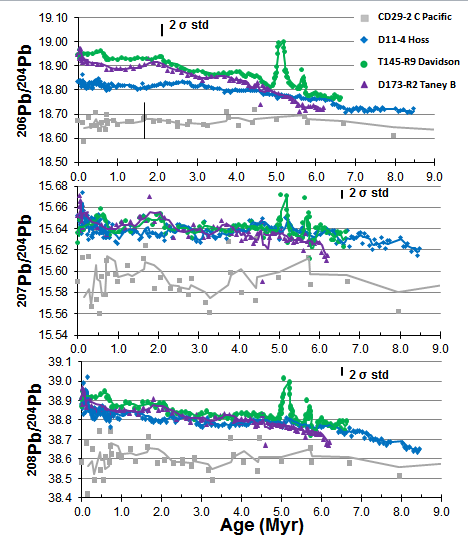 2 σ std
CD29-2 C Pacific
D11-4 Hoss
T145-R9 Davidson
D173-R2 Taney B
206Pb/204Pb
19.10
19.00
18.90
18.80
18.70
18.60
18.50
0.0 1.0 2.0 3.0 4.0 5.0 6.0 7.0 8.0 9.0
2 σ std
207Pb/204Pb
15.68
15.66
15.64
15.62
15.60
15.58
15.56
15.54
0.0 1.0 2.0 3.0 4.0 5.0 6.0 7.0 8.0 9.0
2 σ std
208Pb/204Pb
39.1
39.0
38.9
38.8
38.7
38.6
38.5
38.4
0.0 1.0 2.0 3.0 4.0 5.0 6.0 7.0 8.0 9.0
Age (Myr)